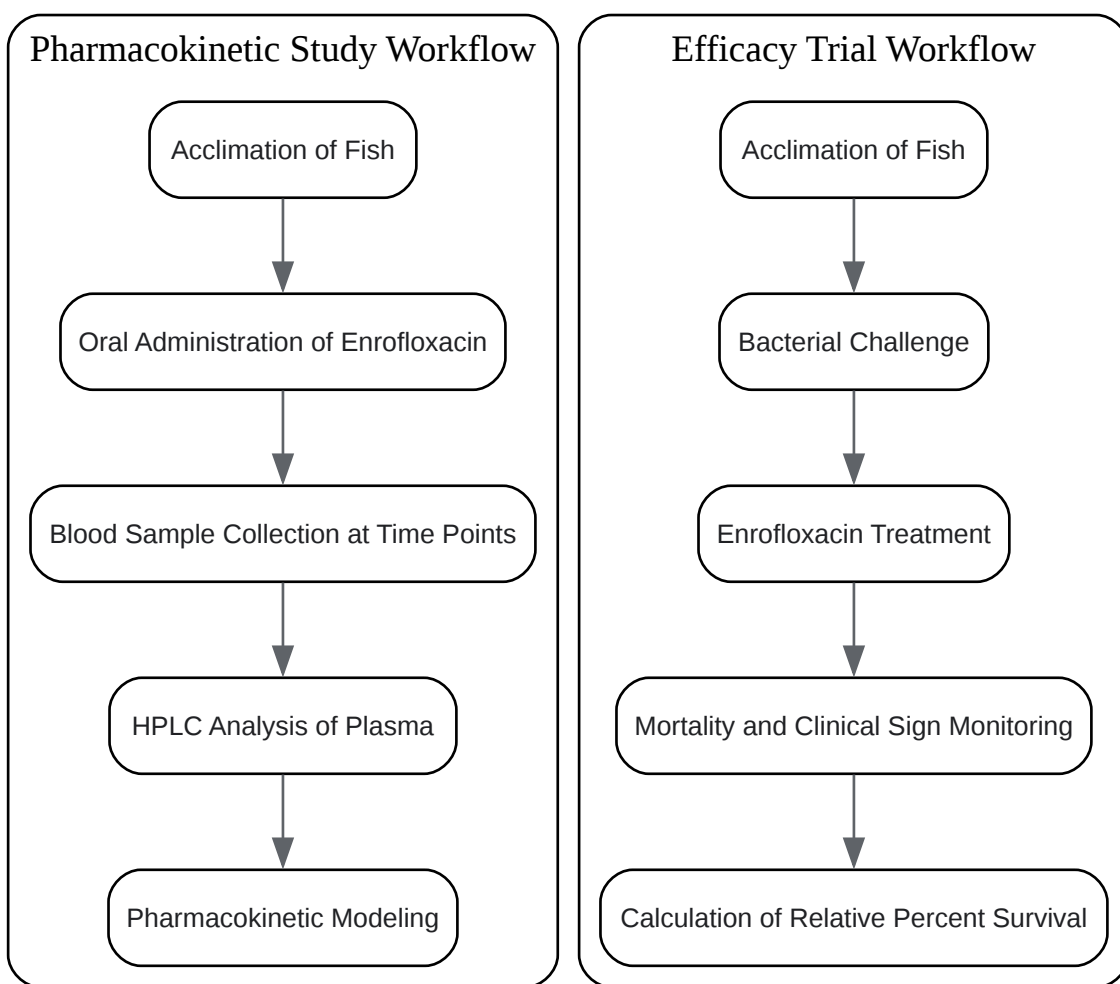 Pharmacokinetic Study Workflow
Acclimation of Fish
Oral Administration of Enrofloxacin
Blood Sample Collection at Time Points
HPLC Analysis of Plasma
Pharmacokinetic Modeling
Efficacy Trial Workflow
Acclimation of Fish
Bacterial Challenge
Enrofloxacin Treatment
Mortality and Clinical Sign Monitoring
Calculation of Relative Percent Survival